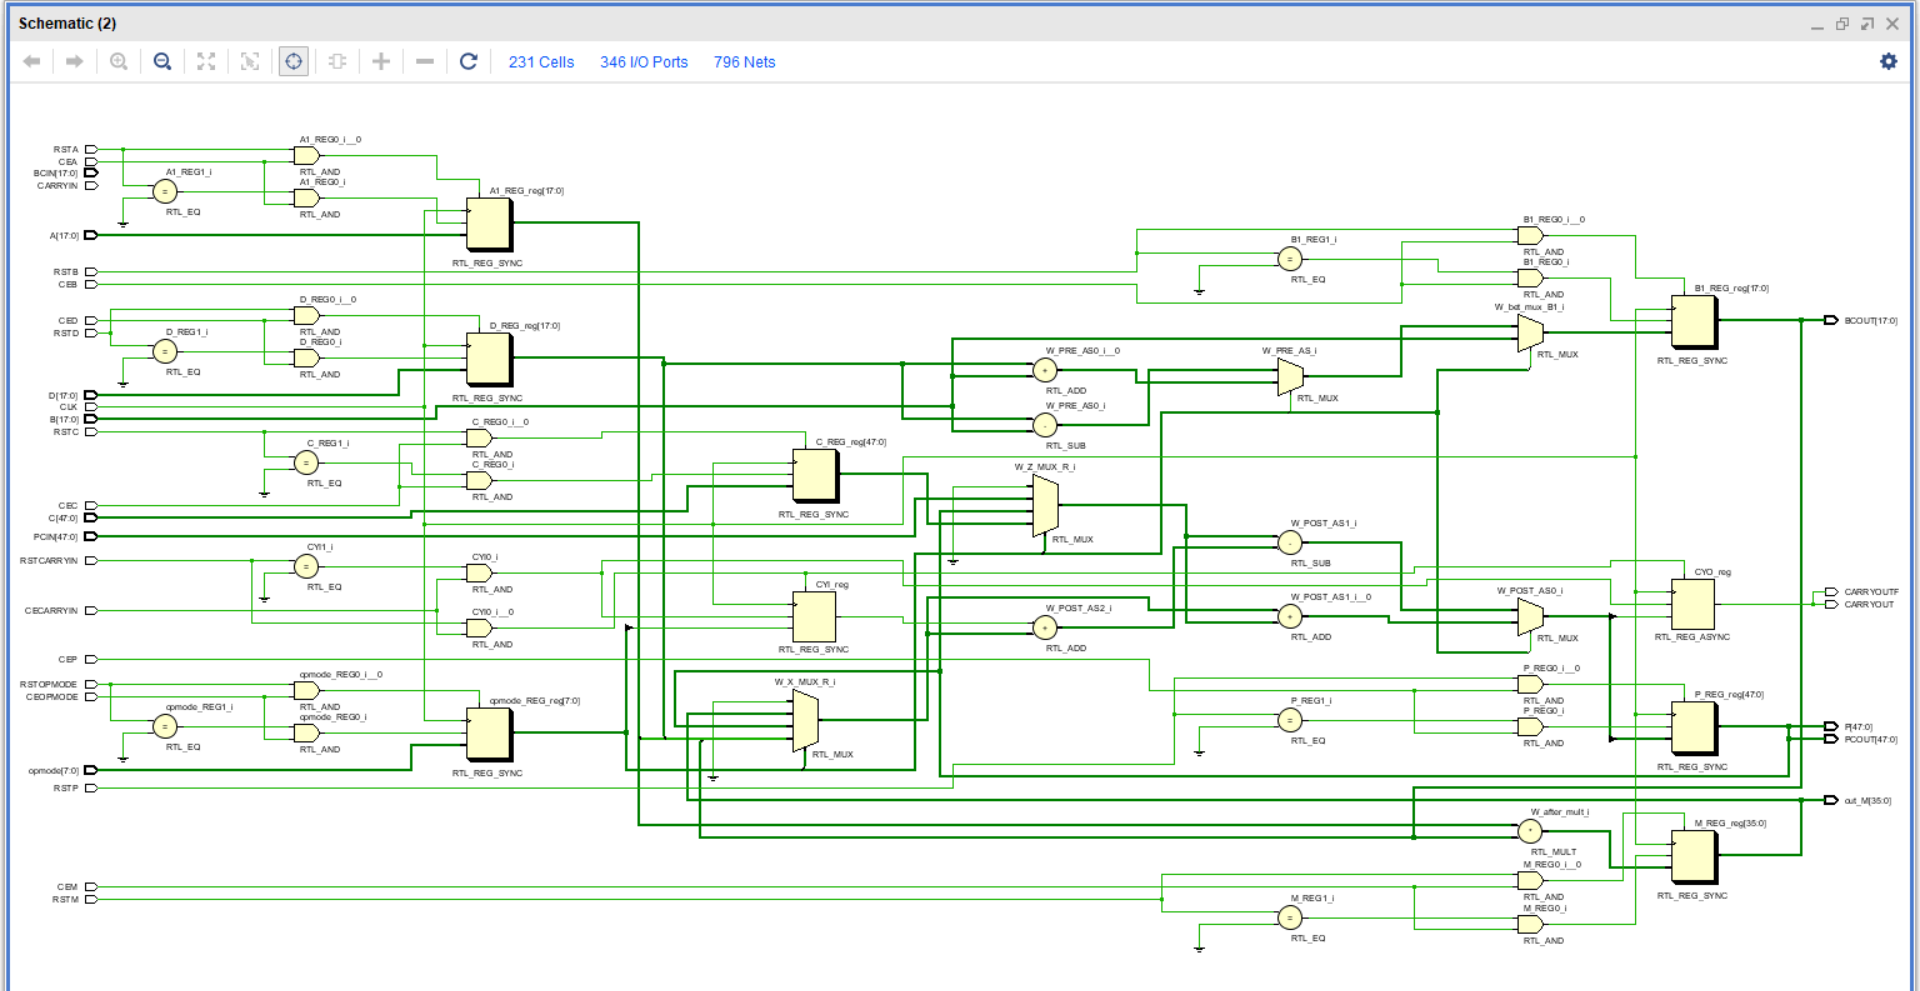 Schematic (2)
231 Cells 346 I/O Ports 796 Nets
A1_REG0_i__0
RSTA
CEA
BCIN[17:0]
CARRYIN
A1_REG1_i
RTL_AND
A1_REG0_i
=
RTL_EQ
RTL_AND
A1_REG_reg[17:0]
A[17:0]
RTL_REG_SYNC
RSTB
CEB
B1_REG0_i__0
B1_REG1_i
RTL_AND
B1_REG0_i
=
RTL_EQ
RTL_AND
B1_REG_reg[17:0]
RTL_REG_SYNC
BCOUT[17:0]
W_bdt_mux_B1_i
RTL_MUX
D_REG0_i__0
CED
RSTD
D_REG1_i
RTL_AND
D_REG0_i
=
RTL_EQ
RTL_AND
D_REG_reg[17:0]
RTL_REG_SYNC
W_PRE_AS0_i__0
+
RTL_ADD
W_PRE_AS_i
RTL_MUX
W_PRE_AS0_i
-
RTL_SUB
D[17:0]
CLK
B[17:0]
RSTC
C_REG0_i__0
C_REG1_i
RTL_AND
C_REG0_i
=
RTL_EQ
RTL_AND
C_REG_reg[47:0]
RTL_REG_SYNC
W_Z_MUX_R_i
RTL_MUX
CEC
C[47:0]
PCIN[47:0]
RSTCARRYIN
CYI1_i
=
RTL_EQ
CYI0_i
RTL_AND
CECARRYIN
CYI0_i__0
RTL_AND
CYI_reg
RTL_REG_SYNC
W_POST_AS1_i
-
RTL_SUB
W_POST_AS2_i
+
RTL_ADD
W_POST_AS1_i__0
+
RTL_ADD
W_POST_AS0_i
RTL_MUX
CYO_reg
RTL_REG_ASYNC
CARRYOUTF
CARRYOUT
CEP
RSTOPMODE
CEOPMODE
opmode_REG0_i__0
opmode_REG1_i
RTL_AND
opmode_REG0_i
=
RTL_EQ
RTL_AND
opmode_REG_reg[7:0]
RTL_REG_SYNC
W_X_MUX_R_i
RTL_MUX
P_REG0_i__0
P_REG1_i
RTL_AND
P_REG0_i
=
RTL_EQ
RTL_AND
P_REG_reg[47:0]
RTL_REG_SYNC
P[47:0]
PCOUT[47:0]
opmode[7:0]
RSTP
out_M[35:0]
W_after_mult_i
RTL_MULT
M_REG_reg[35:0]
RTL_REG_SYNC
M_REG0_i__0
CEM
RSTM
M_REG1_i
RTL_AND
M_REG0_i
=
RTL_EQ
RTL_AND